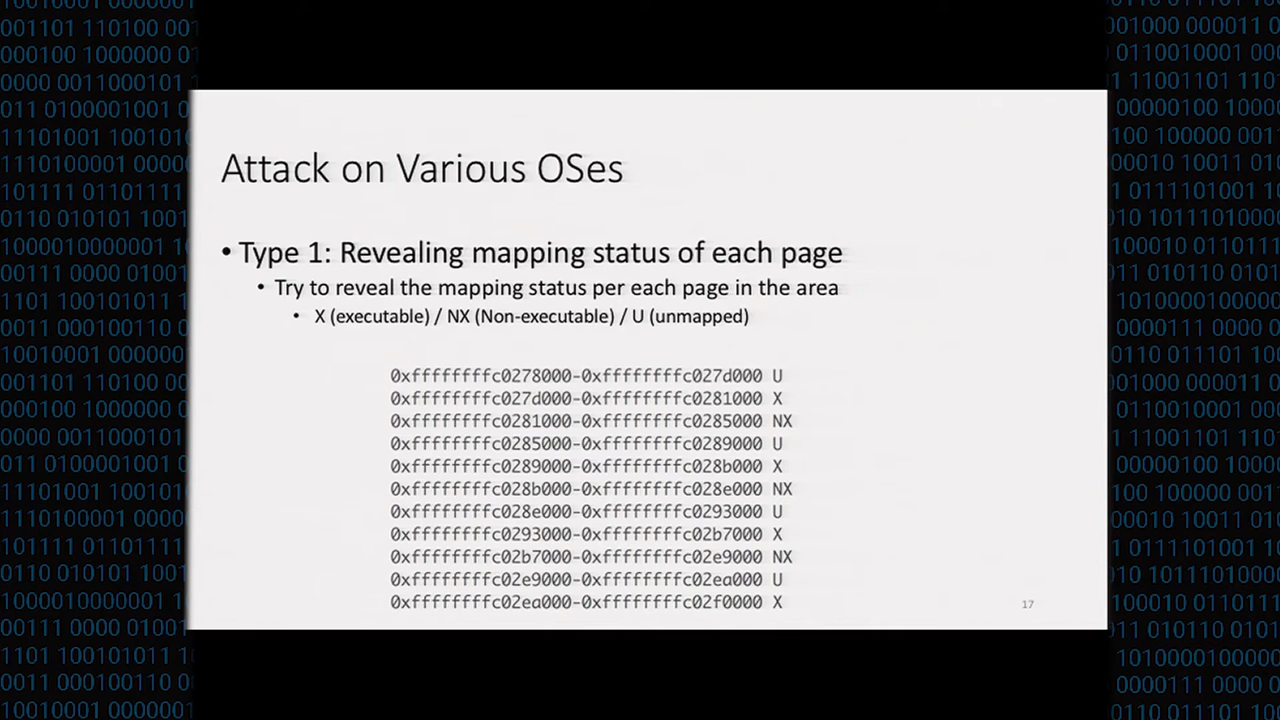 Attack on Various OSes
• Type 1: Revealing mapping status of each page
• Try to reveal the mapping status per each page in the area
• X (executable) / NX (Non-executable) / U (unmapped)
0xffffffffc0278000-0xffffffffc027d000 U
0xffffffffc027d000-0xffffffffc0281000 X
0xffffffffc0281000-0xffffffffc0285000 NX
0xffffffffc0285000-0xffffffffc0289000 U
0xffffffffc0289000-0xffffffffc028b000 X
0xffffffffc028b000-0xffffffffc028e000 NX
0xffffffffc028e000-0xffffffffc0293000 U
0xffffffffc0293000-0xffffffffc02b7000 X
0xffffffffc02b7000-0xffffffffc02e9000 NX
0xffffffffc02e9000-0xffffffffc02ea000 U
0xffffffffc02ea000-0xffffffffc02f0000 X
17